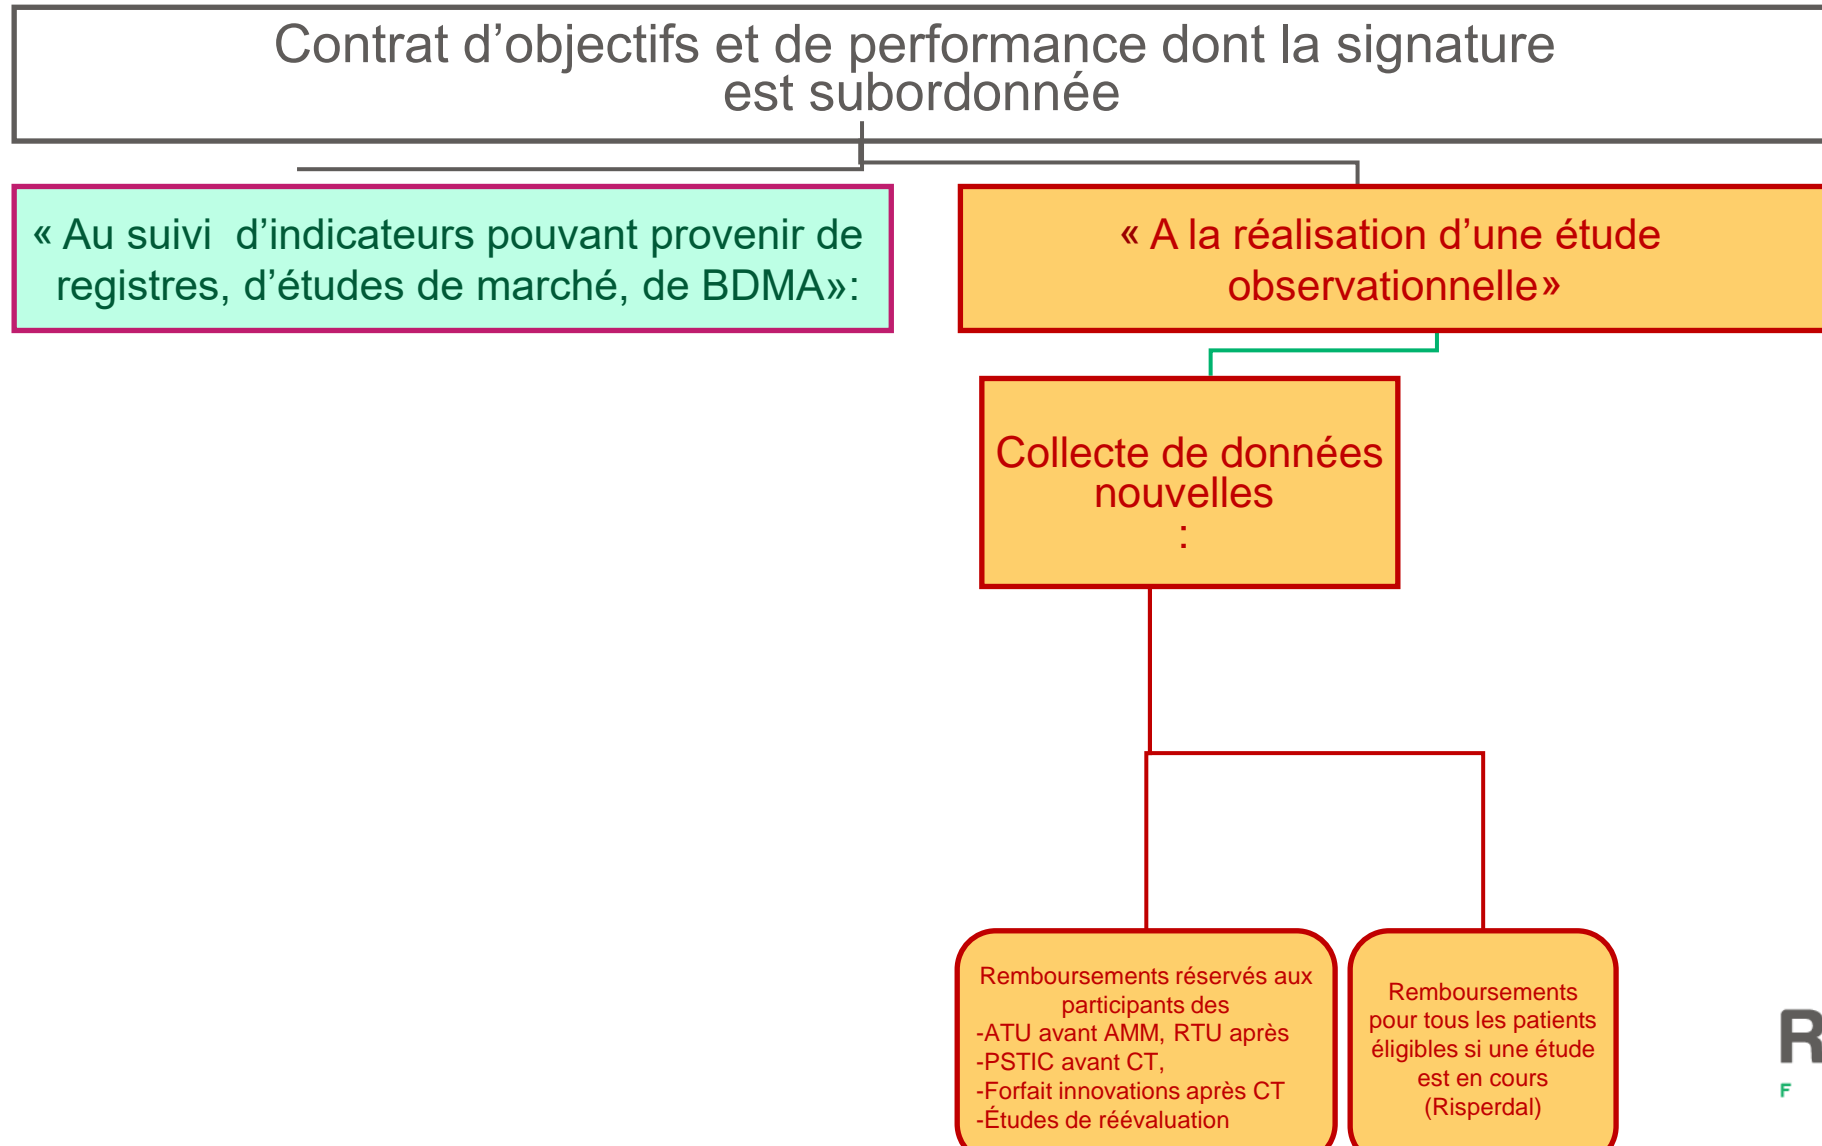 Contrat d’objectifs et de performance dont la signature
est subordonnée
« Au suivi  d’indicateurs pouvant provenir de
registres, d’études de marché, de BDMA»:
« A la réalisation d’une étude
observationnelle»
Collecte de données
nouvelles
:
Remboursements réservés aux
participants des
-ATU avant AMM, RTU après
-PSTIC avant CT,
-Forfait innovations après CT
-Études de réévaluation
Remboursements
pour tous les patients
éligibles si une étude
est en cours
(Risperdal)
R
F